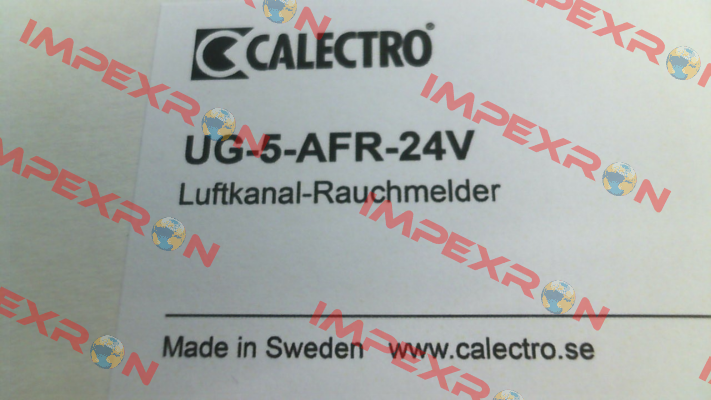 CALECTRO®
UG-5-AFR-24V
Luftkanal-Rauchmelder
Made in Sweden www.calectro.se
IMPEXRON
IMPEXRON
IMPEXRON
IMPEXRON
IMPEXRON
IMPEXRON